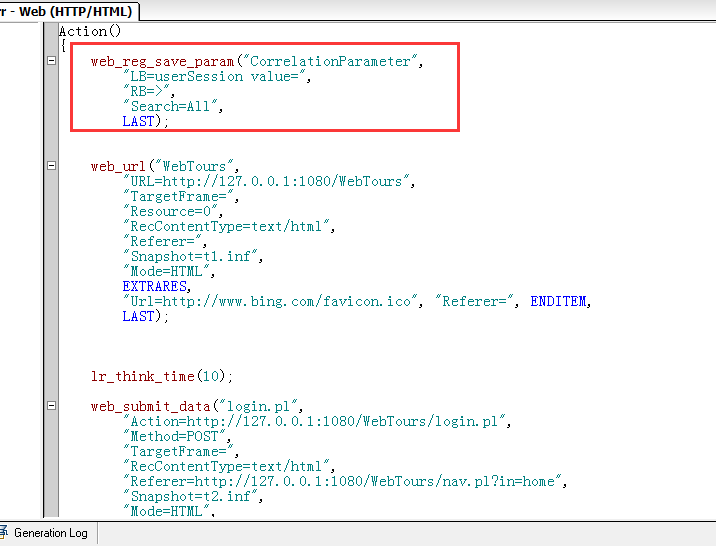 r - Web (HTTP/HTML)
Action()
{
web_reg_save_param("CorrelationParameter",
"LB=userSession value=",
"RB=>",
"Search=All",
LAST);
web_url("WebTours",
"URL=http://127.0.0.1:1080/WebTours",
"TargetFrame=",
"Resource=0",
"RecContentType=text/html",
"Referer=",
"Snapshot=t1.inf",
"Mode=HTML",
EXTRARES,
"Url=http://www.bing.com/favicon.ico", "Referer=", ENDITEM,
LAST);
lr_think_time(10);
web_submit_data("login.pl",
"Action=http://127.0.0.1:1080/WebTours/login.pl",
"Method=POST",
"TargetFrame=",
"RecContentType=text/html",
"Referer=http://127.0.0.1:1080/WebTours/nav.pl?in=home",
"Snapshot=t2.inf",
"Mode=HTML",
Generation Log